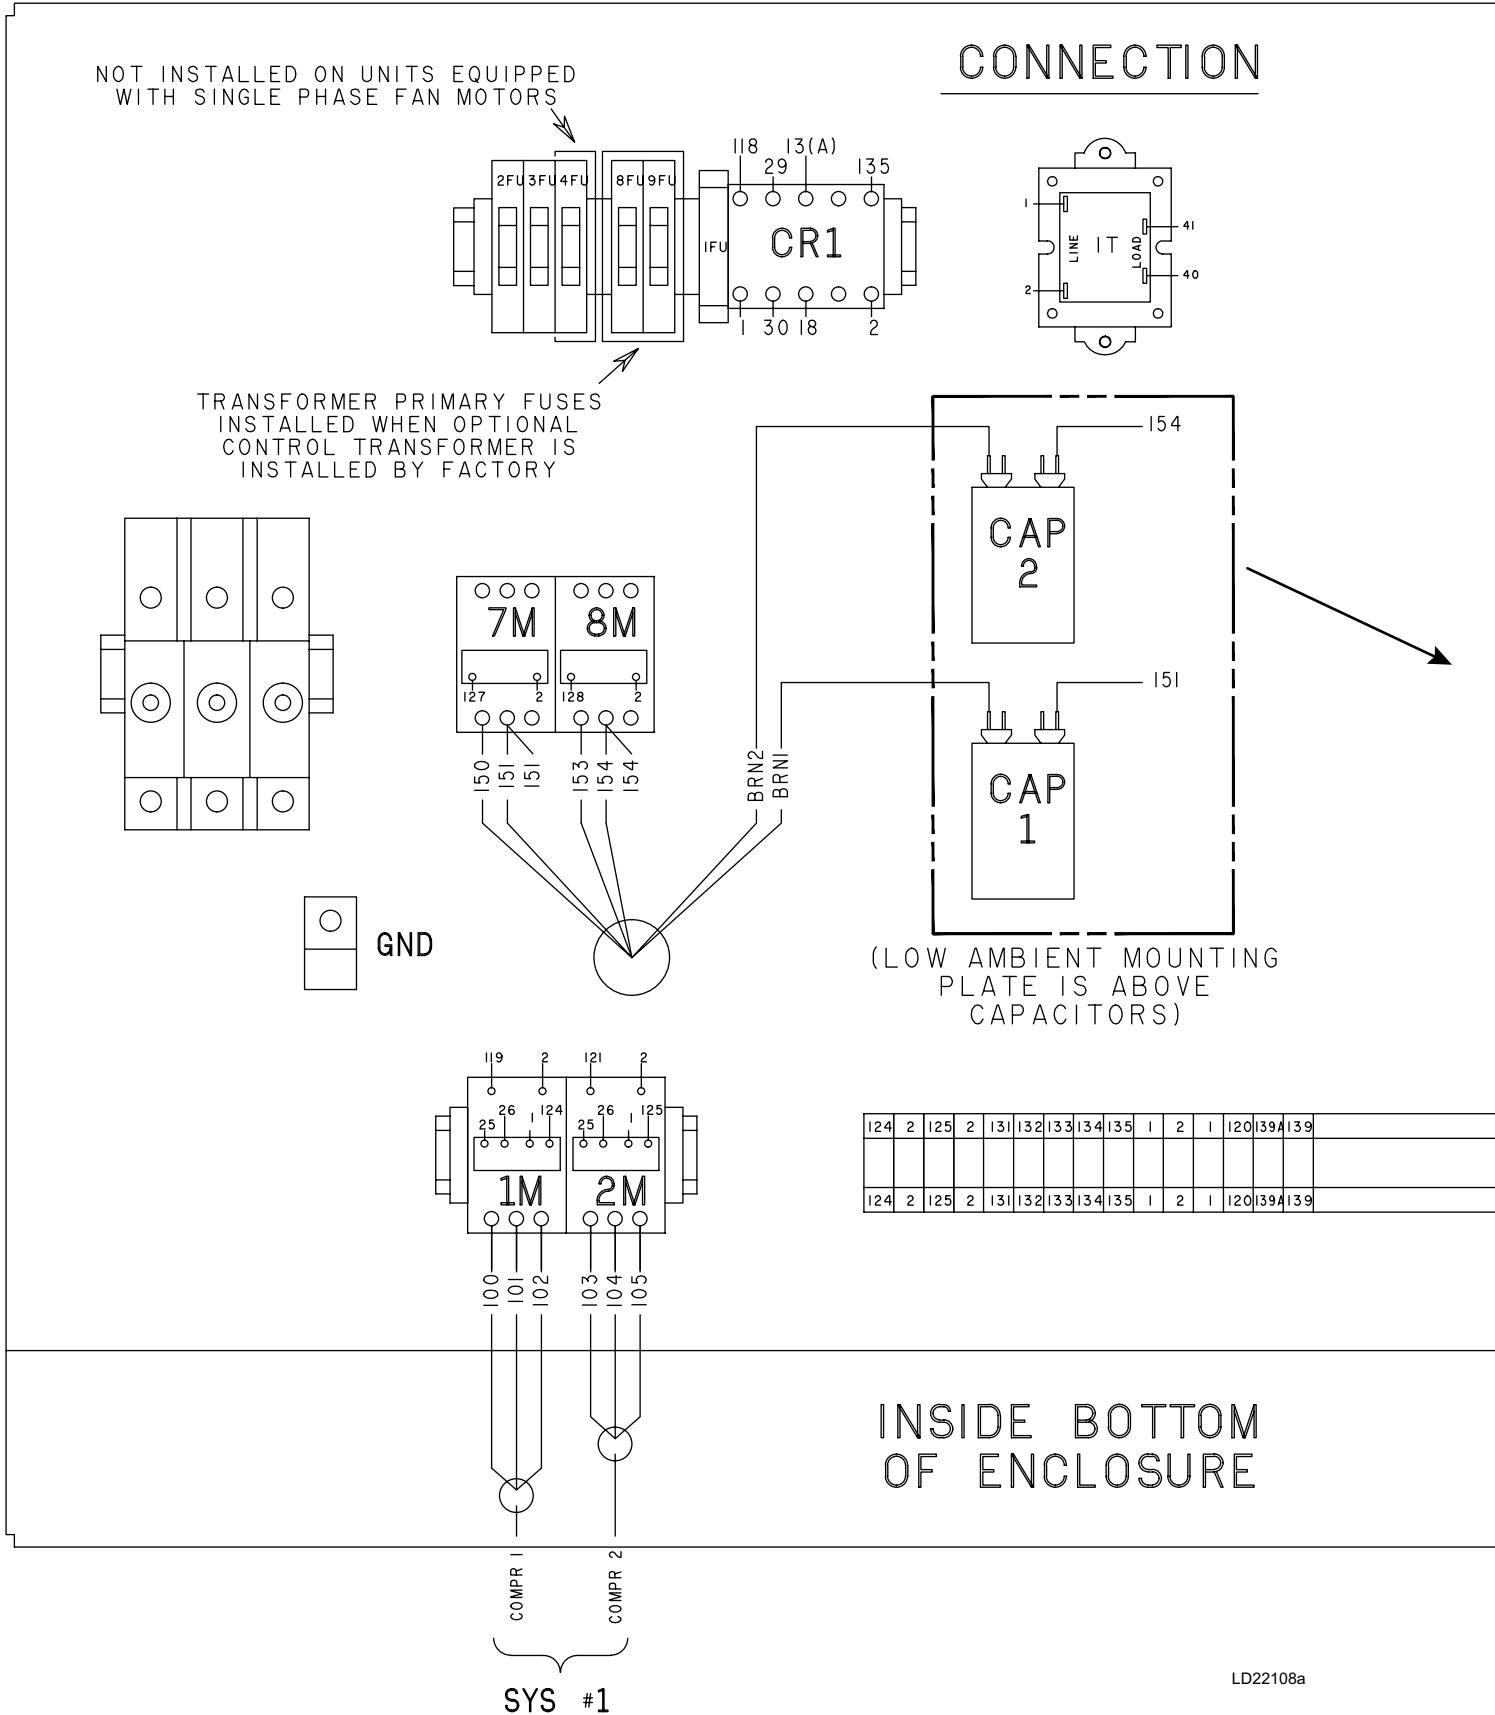 CONNECTION
NOT INSTALLED ON UNITS EQUIPPED
WITH SINGLE PHASE FAN MOTORS
118 13(A)
29 135
2FU 3FU 4FU 8FU 9FU
1FU
CR1
1 30 18 2
1
41
LINE 1T LOAD
2
40
TRANSFORMER PRIMARY FUSES
INSTALLED WHEN OPTIONAL
CONTROL TRANSFORMER IS
INSTALLED BY FACTORY
154
CAP
2
7M 8M
127 2 128 2
151
150 151 151 153 154 154
BRN2 BRN1
CAP
1
GND
(LOW AMBIENT MOUNTING
PLATE IS ABOVE
CAPACITORS)
119 2 121 2
25 26 1 124 25 26 1 125
1M 2M
124 2 125 2 131 132 133 134 135 1 2 1 120 139A 139
124 2 125 2 131 132 133 134 135 1 2 1 120 139A 139
100 101 102 103 104 105
INSIDE BOTTOM
OF ENCLOSURE
COMPR 1 COMPR 2
SYS #1
LD22108a